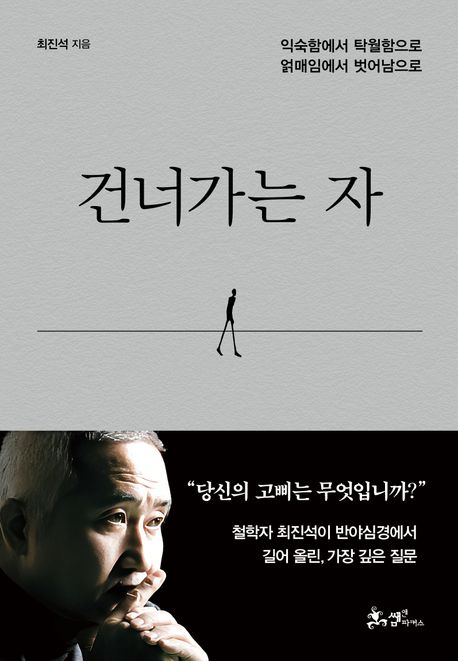 최진석 지음
익숙함에서 탁월함으로
얽매임에서 벗어남으로
건너가는 자
“당신의 고삐는 무엇입니까?”
철학자 최진석이 반야심경에서
길어 올린, 가장 깊은 질문
쌤앤파커스